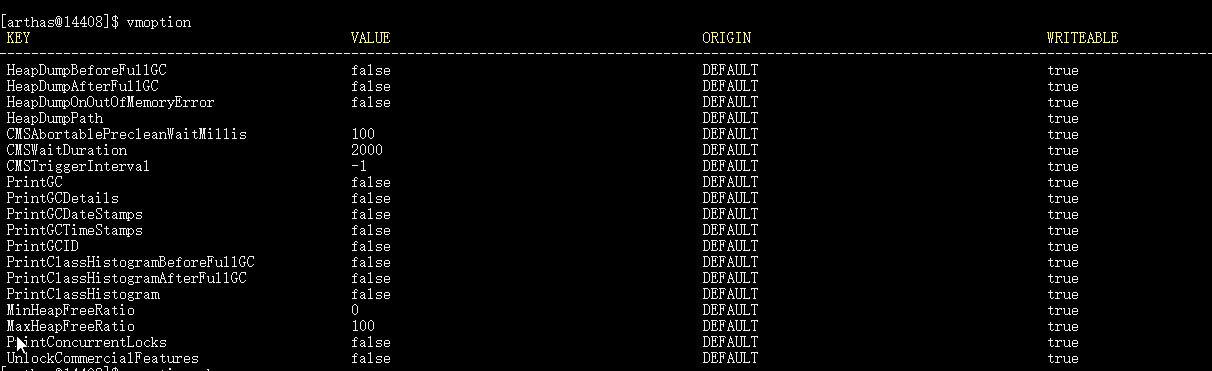 [arthas@14408]$ vmoption
KEY VALUE ORIGIN WRITEABLE
HeapDumpBeforeFullGC false DEFAULT true
HeapDumpAfterFullGC false DEFAULT true
HeapDumpOnOutOfMemoryError false DEFAULT true
HeapDumpPath DEFAULT true
CMSAbortablePrecleanWaitMillis 100 DEFAULT true
CMSWaitDuration 2000 DEFAULT true
CMSTriggerInterval -1 DEFAULT true
PrintGC false DEFAULT true
PrintGCDetails false DEFAULT true
PrintGCDateStamps false DEFAULT true
PrintGCTimeStamps false DEFAULT true
PrintGCID false DEFAULT true
PrintClassHistogramBeforeFullGC false DEFAULT true
PrintClassHistogramAfterFullGC false DEFAULT true
PrintClassHistogram false DEFAULT true
MinHeapFreeRatio 0 DEFAULT true
MaxHeapFreeRatio 100 DEFAULT true
PrintConcurrentLocks false DEFAULT true
UnlockCommercialFeatures false DEFAULT true